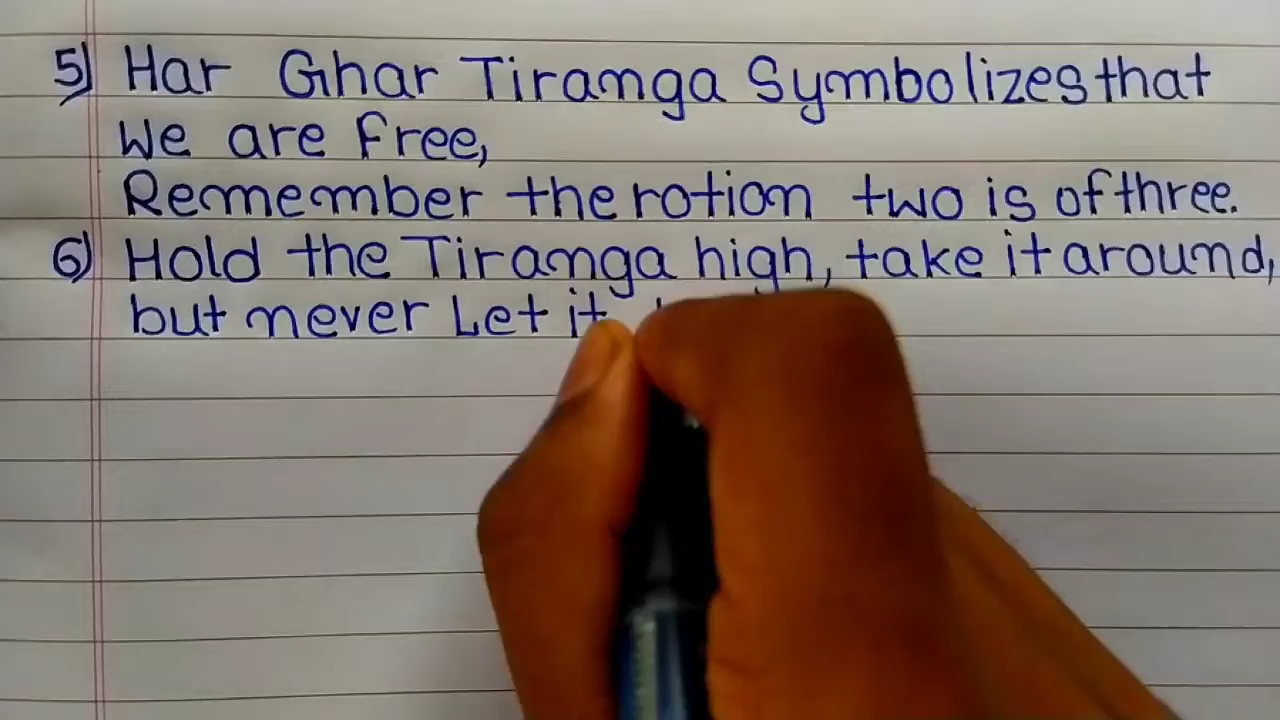 5) Har Ghar Tiranga Symbolizes that
We are free,
Remember the rotion two is of three.
6) Hold the Tiranga high, take it around,
but never Let it